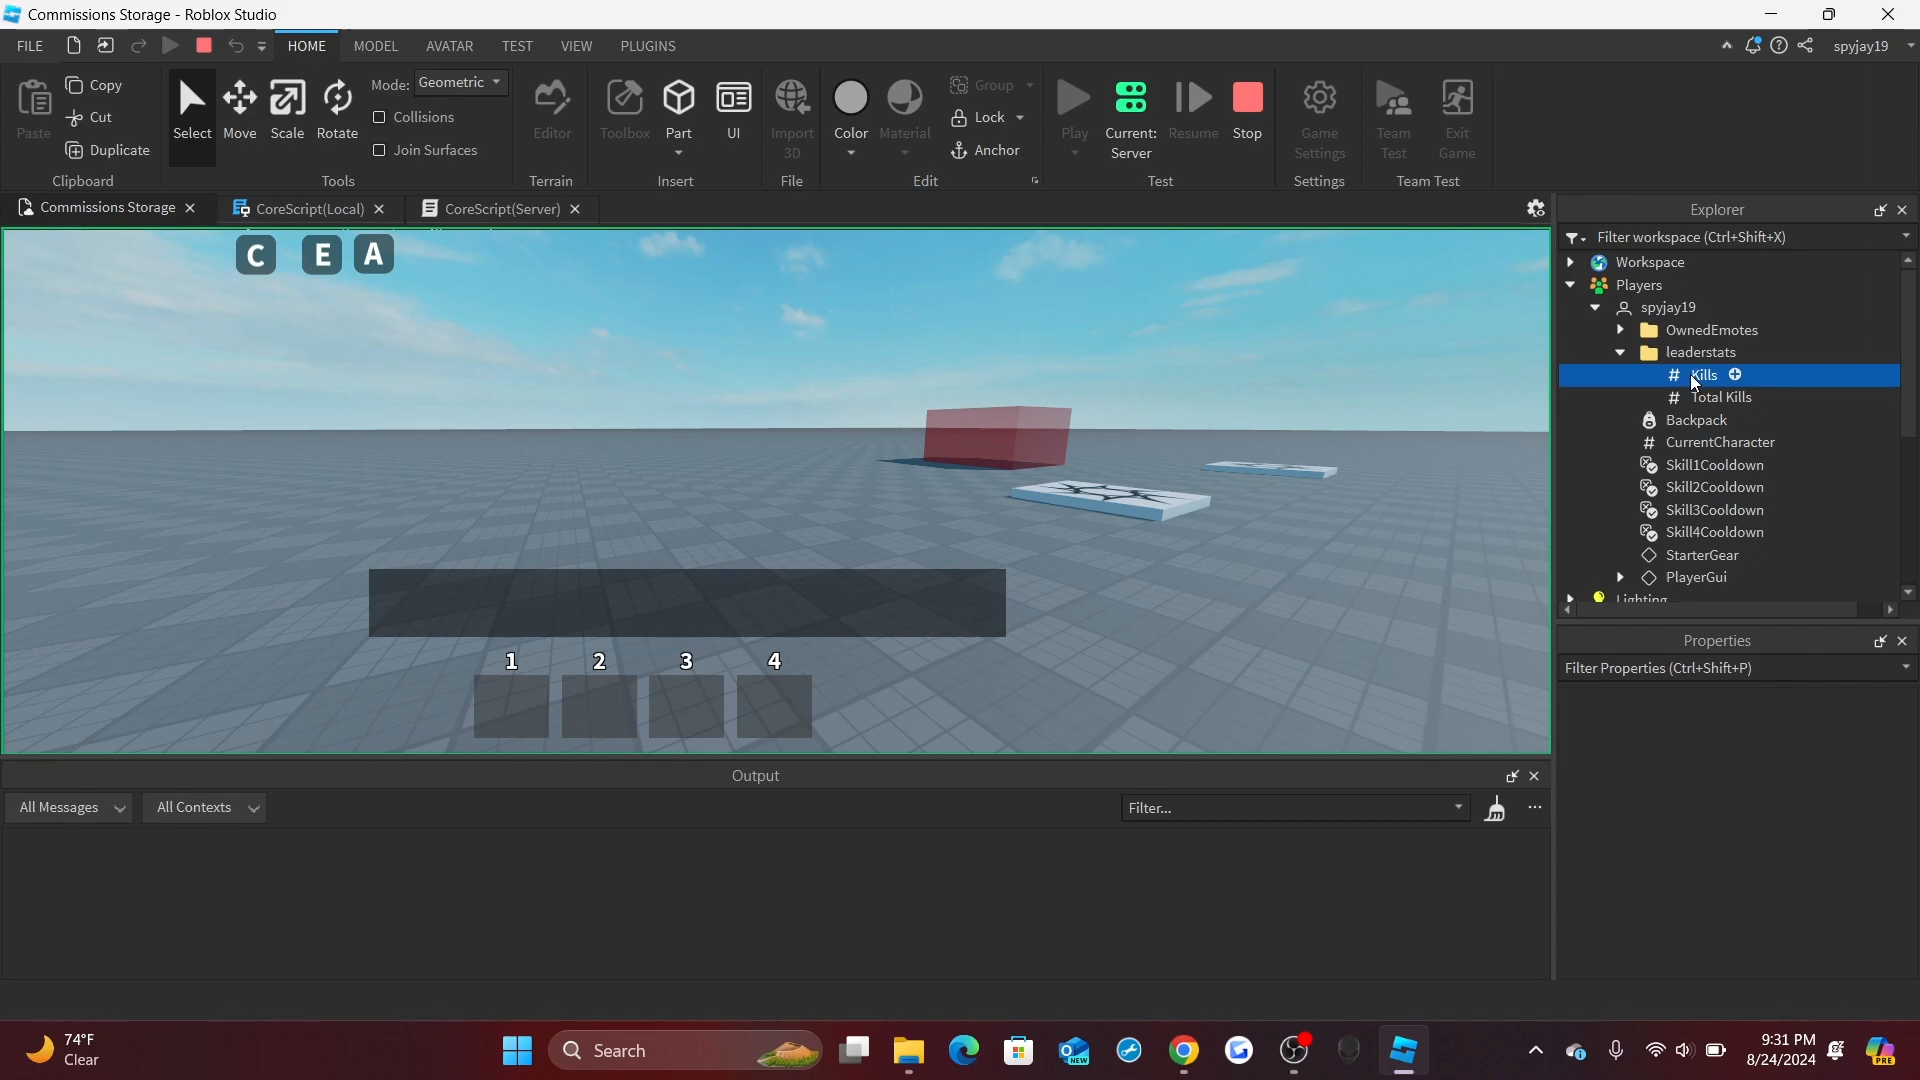 Commissions Storage - Roblox Studio
FILE HOME MODEL AVATAR TEST VIEW PLUGINS spyjay19
Paste Copy Cut Duplicate Clipboard
Select Move Scale Rotate Mode: Geometric Collisions Join Surfaces Tools
Editor Terrain
Toolbox Part UI Insert
Import 3D File
Color Material Group Lock Anchor Edit
Play Current: Server Resume Stop Test
Game Settings Settings
Team Test Exit Game Team Test
Commissions Storage CoreScript(Local) CoreScript(Server)
C E A
1 2 3 4
Explorer
Filter workspace (Ctrl+Shift+X)
Workspace
Players
spyjay19
OwnedEmotes
leaderstats
# Kills
# Total Kills
Backpack
# CurrentCharacter
Skill1Cooldown
Skill2Cooldown
Skill3Cooldown
Skill4Cooldown
StarterGear
PlayerGui
Lighting
Properties
Filter Properties (Ctrl+Shift+P)
Output
All Messages All Contexts Filter...
74°F
Clear
Search
NEW
PRE
9:31 PM
8/24/2024